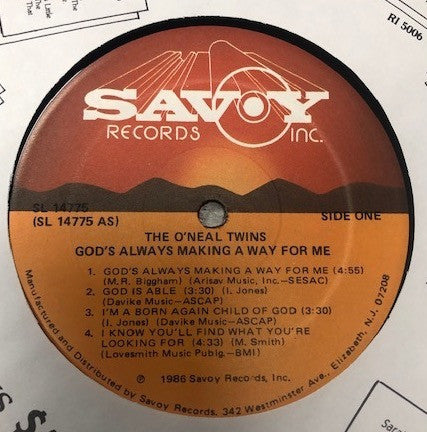 Little
The
That
RI 5006
SAVOY
RECORDS INC.
SL 14775
(SL 14775 AS)
SIDE ONE
THE O'NEAL TWINS
GOD'S ALWAYS MAKING A WAY FOR ME
1. GOD'S ALWAYS MAKING A WAY FOR ME (4:55)
(M.R. Biggham) (Arisav Music, Inc.–SESAC)
2. GOD IS ABLE (3:30) (I. Jones)
(Davike Music–ASCAP)
3. I'M A BORN AGAIN CHILD OF GOD (3:30)
(I. Jones) (Davike Music–ASCAP)
4. I KNOW YOU'LL FIND WHAT YOU'RE
LOOKING FOR (4:33) (M. Smith)
(Lovesmith Music Publg.–BMI)
℗ 1986 Savoy Records, Inc.
Manufactured and Distributed by Savoy Records, 342 Westminster Ave., Elizabeth, N.J. 07208